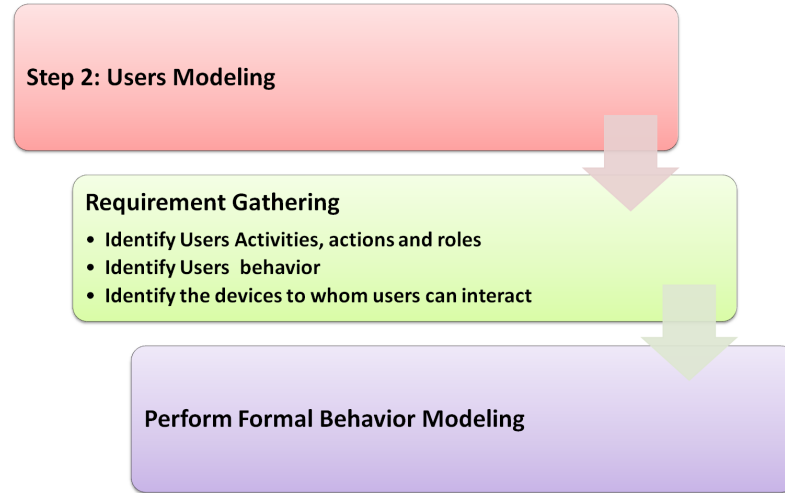 Step 2: Users Modeling
Requirement Gathering
• Identify Users Activities, actions and roles
• Identify Users  behavior
• Identify the devices to whom users can interact
Perform Formal Behavior Modeling